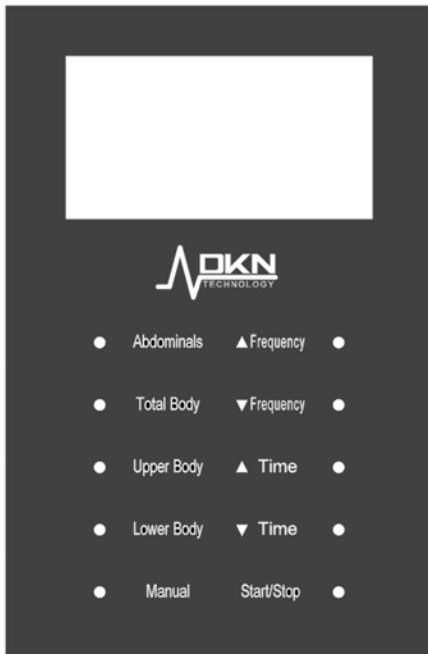 DKN
TECHNOLOGY
Abdominals ▲Frequency
Total Body ▼Frequency
Upper Body ▲ Time
Lower Body ▼ Time
Manual Start/Stop